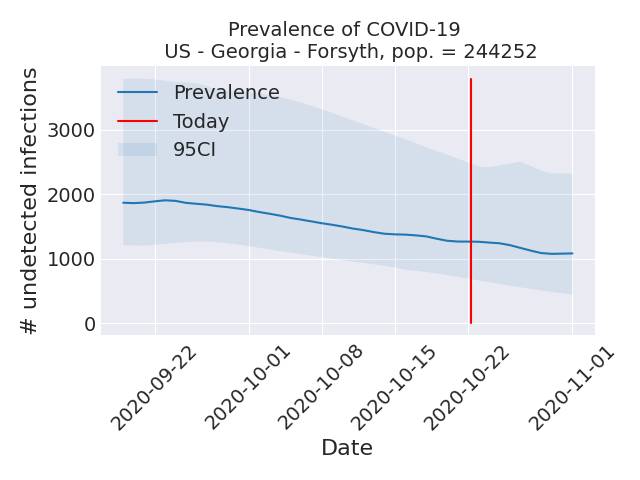 Prevalence of COVID-19
US - Georgia - Forsyth, pop. = 244252
# undetected infections
3000
2000
1000
0
Prevalence
Today
95CI
2020-09-22
2020-10-01
2020-10-08
2020-10-15
2020-10-22
2020-11-01
Date